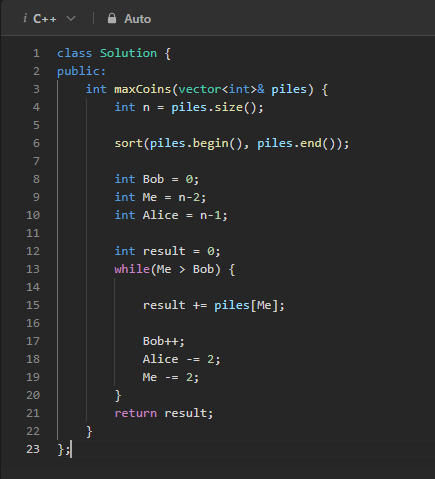 i C++ Auto
1 class Solution {
2 public:
3     int maxCoins(vector<int>& piles) {
4         int n = piles.size();
5
6         sort(piles.begin(), piles.end());
7
8         int Bob = 0;
9         int Me = n-2;
10         int Alice = n-1;
11
12         int result = 0;
13         while(Me > Bob) {
14
15             result += piles[Me];
16
17             Bob++;
18             Alice -= 2;
19             Me -= 2;
20         }
21         return result;
22     }
23 };